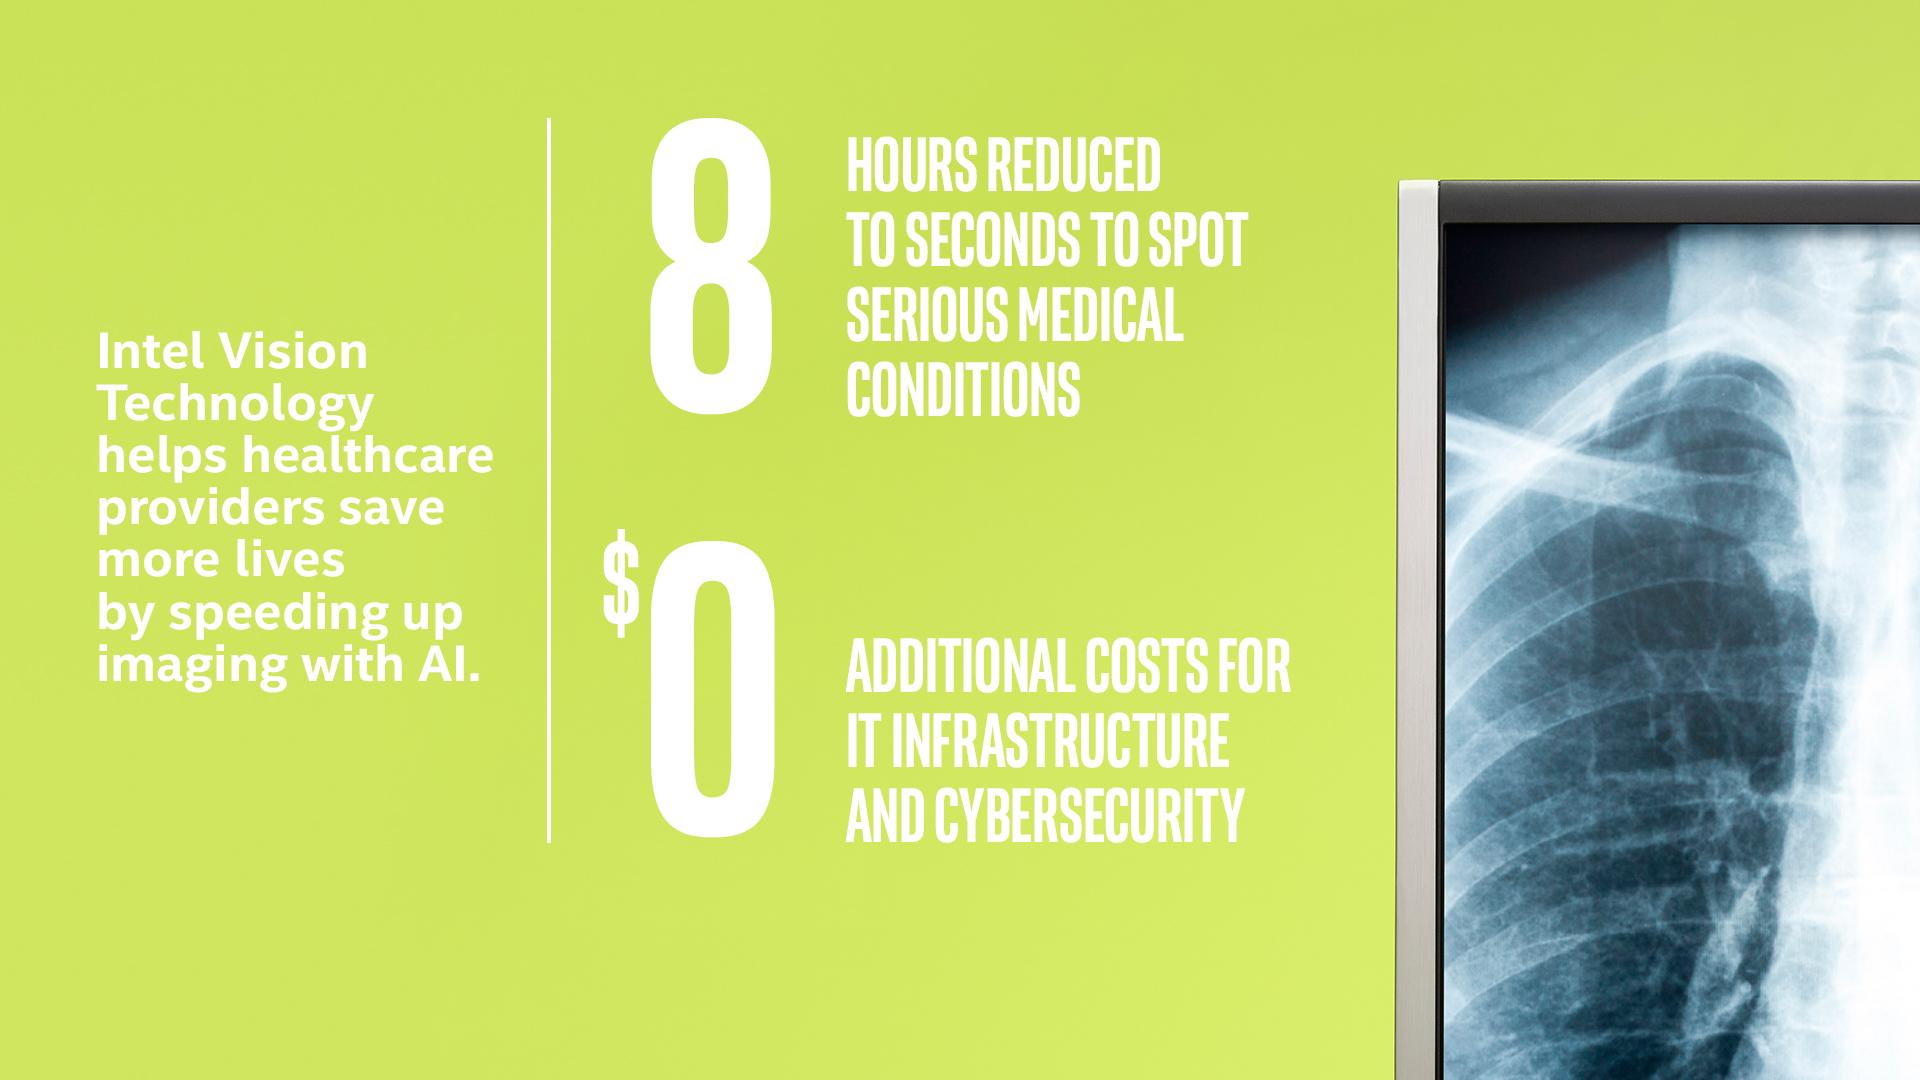 Intel Vision
Technology
helps healthcare
providers save
more lives
by speeding up
imaging with AI.
8
HOURS REDUCED
TO SECONDS TO SPOT
SERIOUS MEDICAL
CONDITIONS
$0
ADDITIONAL COSTS FOR
IT INFRASTRUCTURE
AND CYBERSECURITY